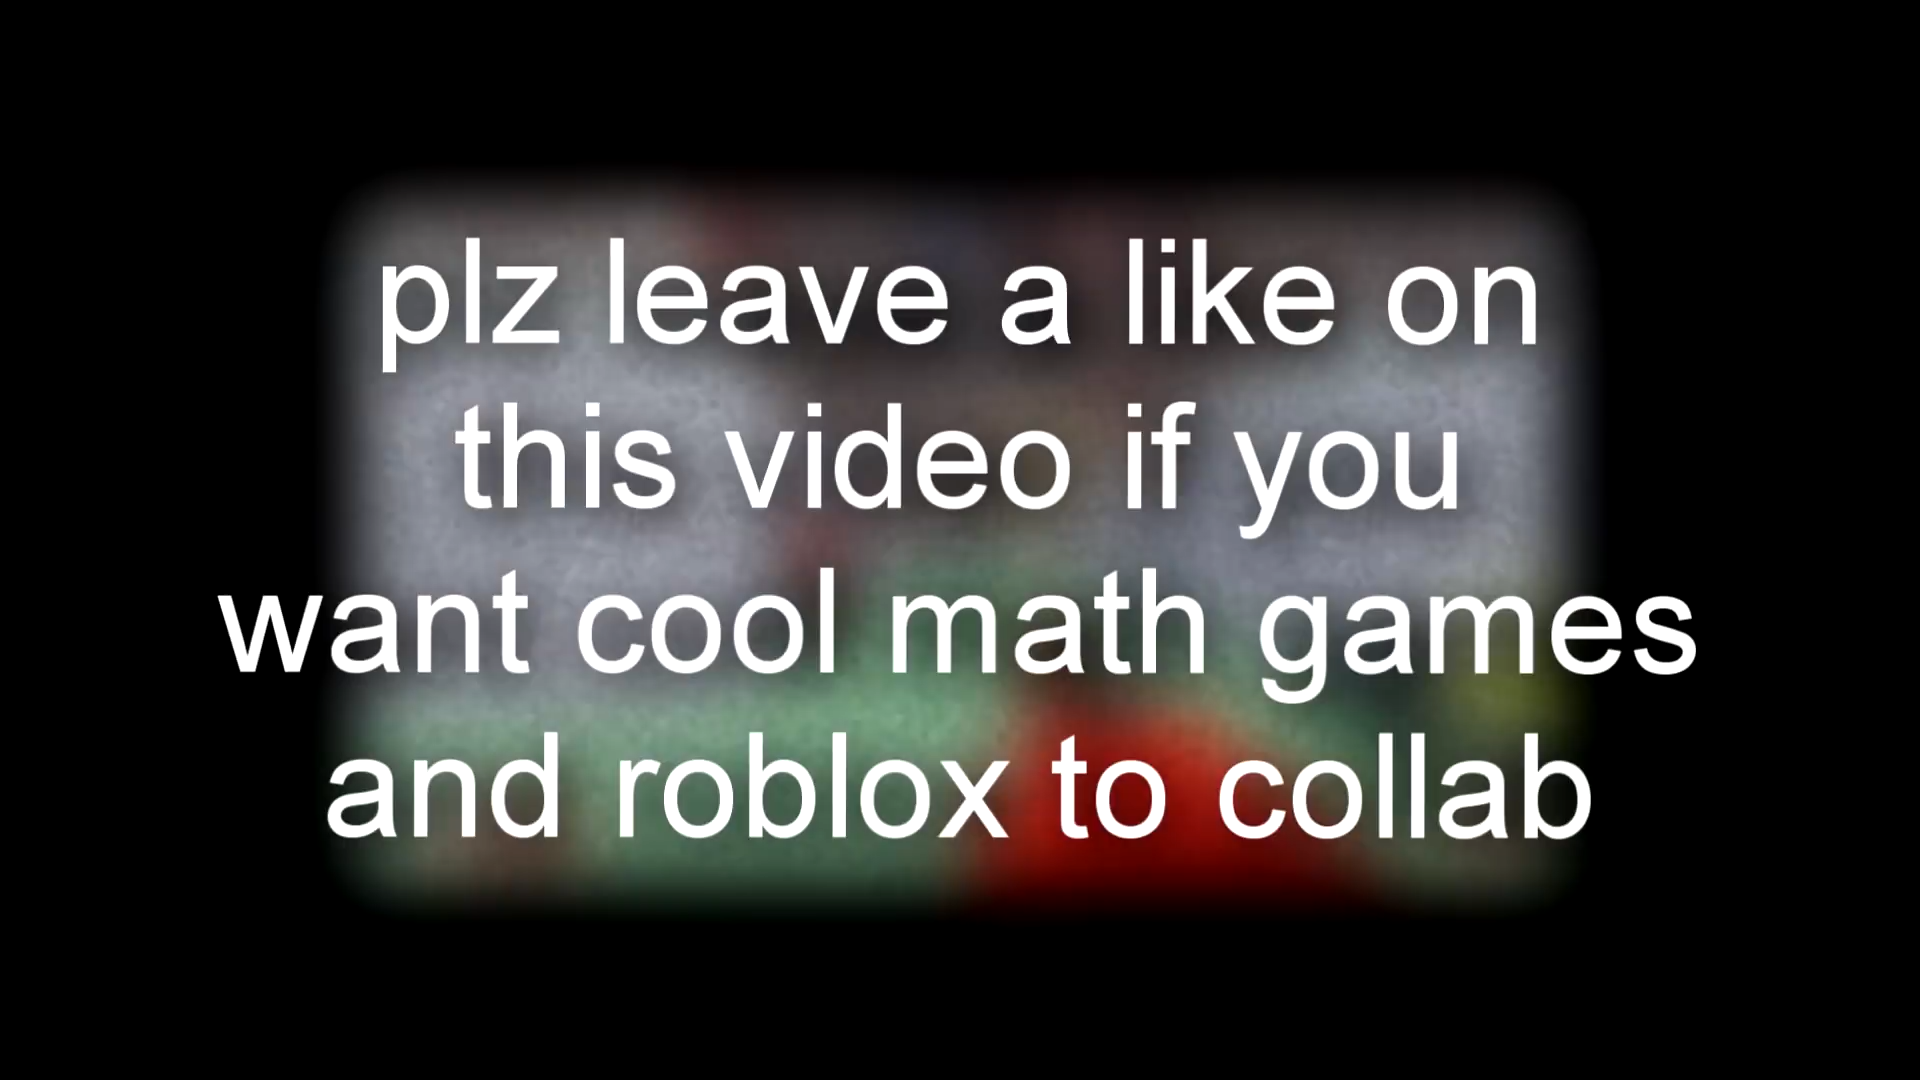 plz leave a like on
this video if you
want cool math games
and roblox to collab